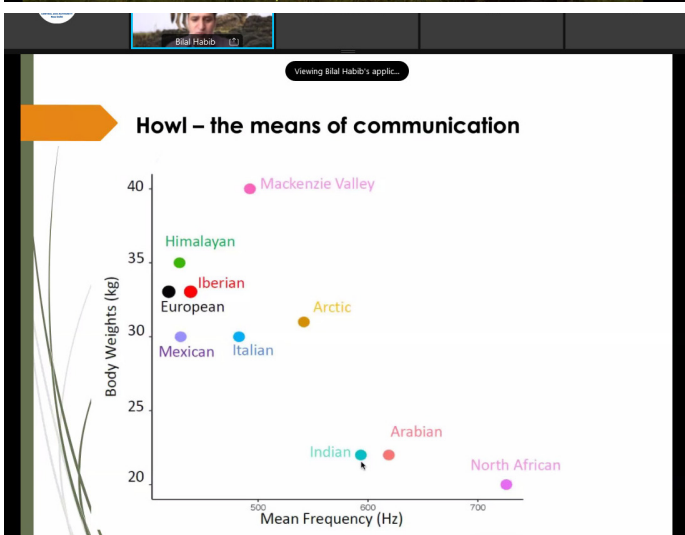 Bilal Habib
Viewing Bilal Habib's applic...
Howl – the means of communication
40
Mackenzie Valley
Himalayan
35
Iberian
European
Arctic
30
Mexican
Italian
Body Weights (kg)
25
Arabian
Indian
North African
20
500
600
700
Mean Frequency (Hz)